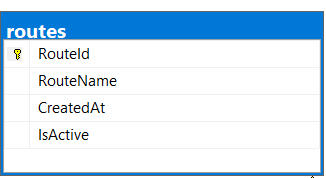 routes
RouteId
RouteName
CreatedAt
IsActive